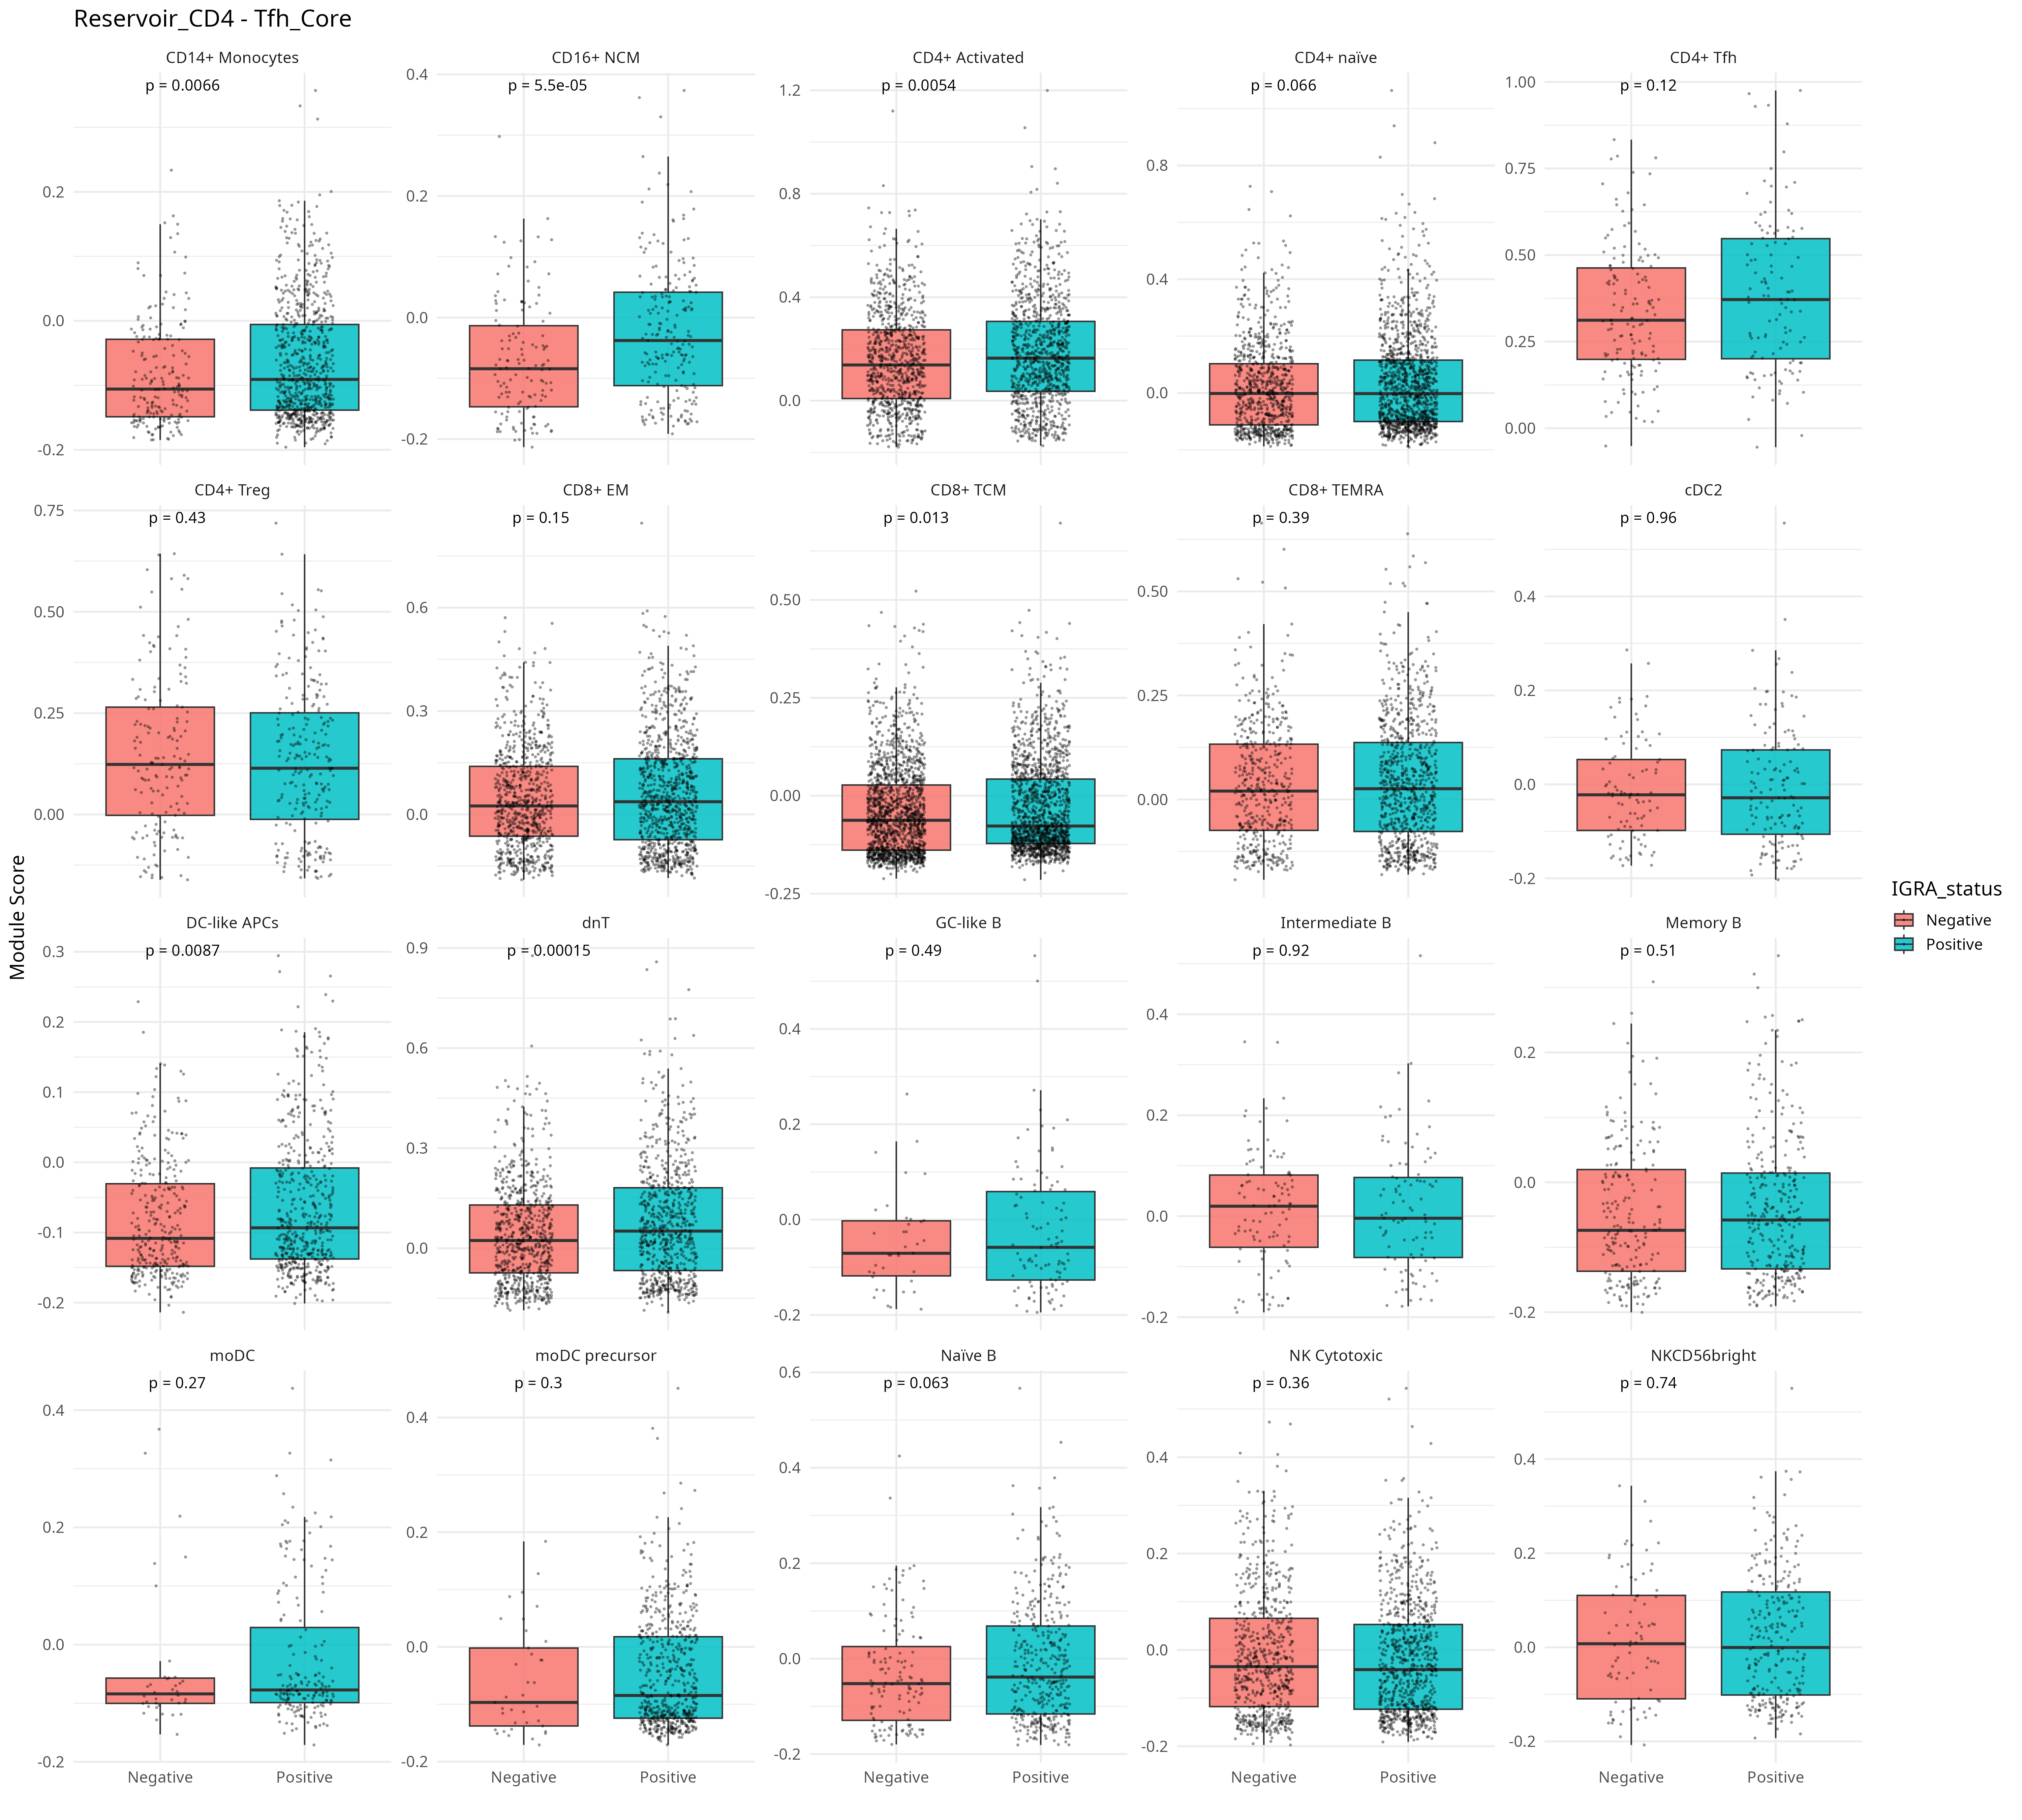 Reservoir_CD4 - Tfh_Core
CD14+ Monocytes
CD16+ NCM
CD4+ Activated
CD4+ naïve
CD4+ Tfh
p = 0.0066
p = 5.5e-05
p = 0.0054
p = 0.066
p = 0.12
0.2
0.0
-0.2
0.4
0.2
0.0
-0.2
1.2
0.8
0.4
0.0
0.8
0.4
0.0
1.00
0.75
0.50
0.25
0.00
CD4+ Treg
CD8+ EM
CD8+ TCM
CD8+ TEMRA
cDC2
p = 0.43
p = 0.15
p = 0.013
p = 0.39
p = 0.96
0.75
0.50
0.25
0.00
0.6
0.3
0.0
0.50
0.25
0.00
-0.25
0.50
0.25
0.00
0.4
0.2
0.0
-0.2
Module Score
DC-like APCs
dnT
GC-like B
Intermediate B
Memory B
p = 0.0087
p = 0.00015
p = 0.49
p = 0.92
p = 0.51
0.3
0.2
0.1
0.0
-0.1
-0.2
0.9
0.6
0.3
0.0
0.4
0.2
0.0
-0.2
0.4
0.2
0.0
-0.2
0.2
0.0
-0.2
moDC
moDC precursor
Naïve B
NK Cytotoxic
NKCD56bright
p = 0.27
p = 0.3
p = 0.063
p = 0.36
p = 0.74
0.4
0.2
0.0
-0.2
0.4
0.2
0.0
-0.2
0.6
0.4
0.2
0.0
-0.2
0.4
0.2
0.0
-0.2
0.4
0.2
0.0
-0.2
Negative
Positive
Negative
Positive
Negative
Positive
Negative
Positive
Negative
Positive
IGRA_status
Negative
Positive